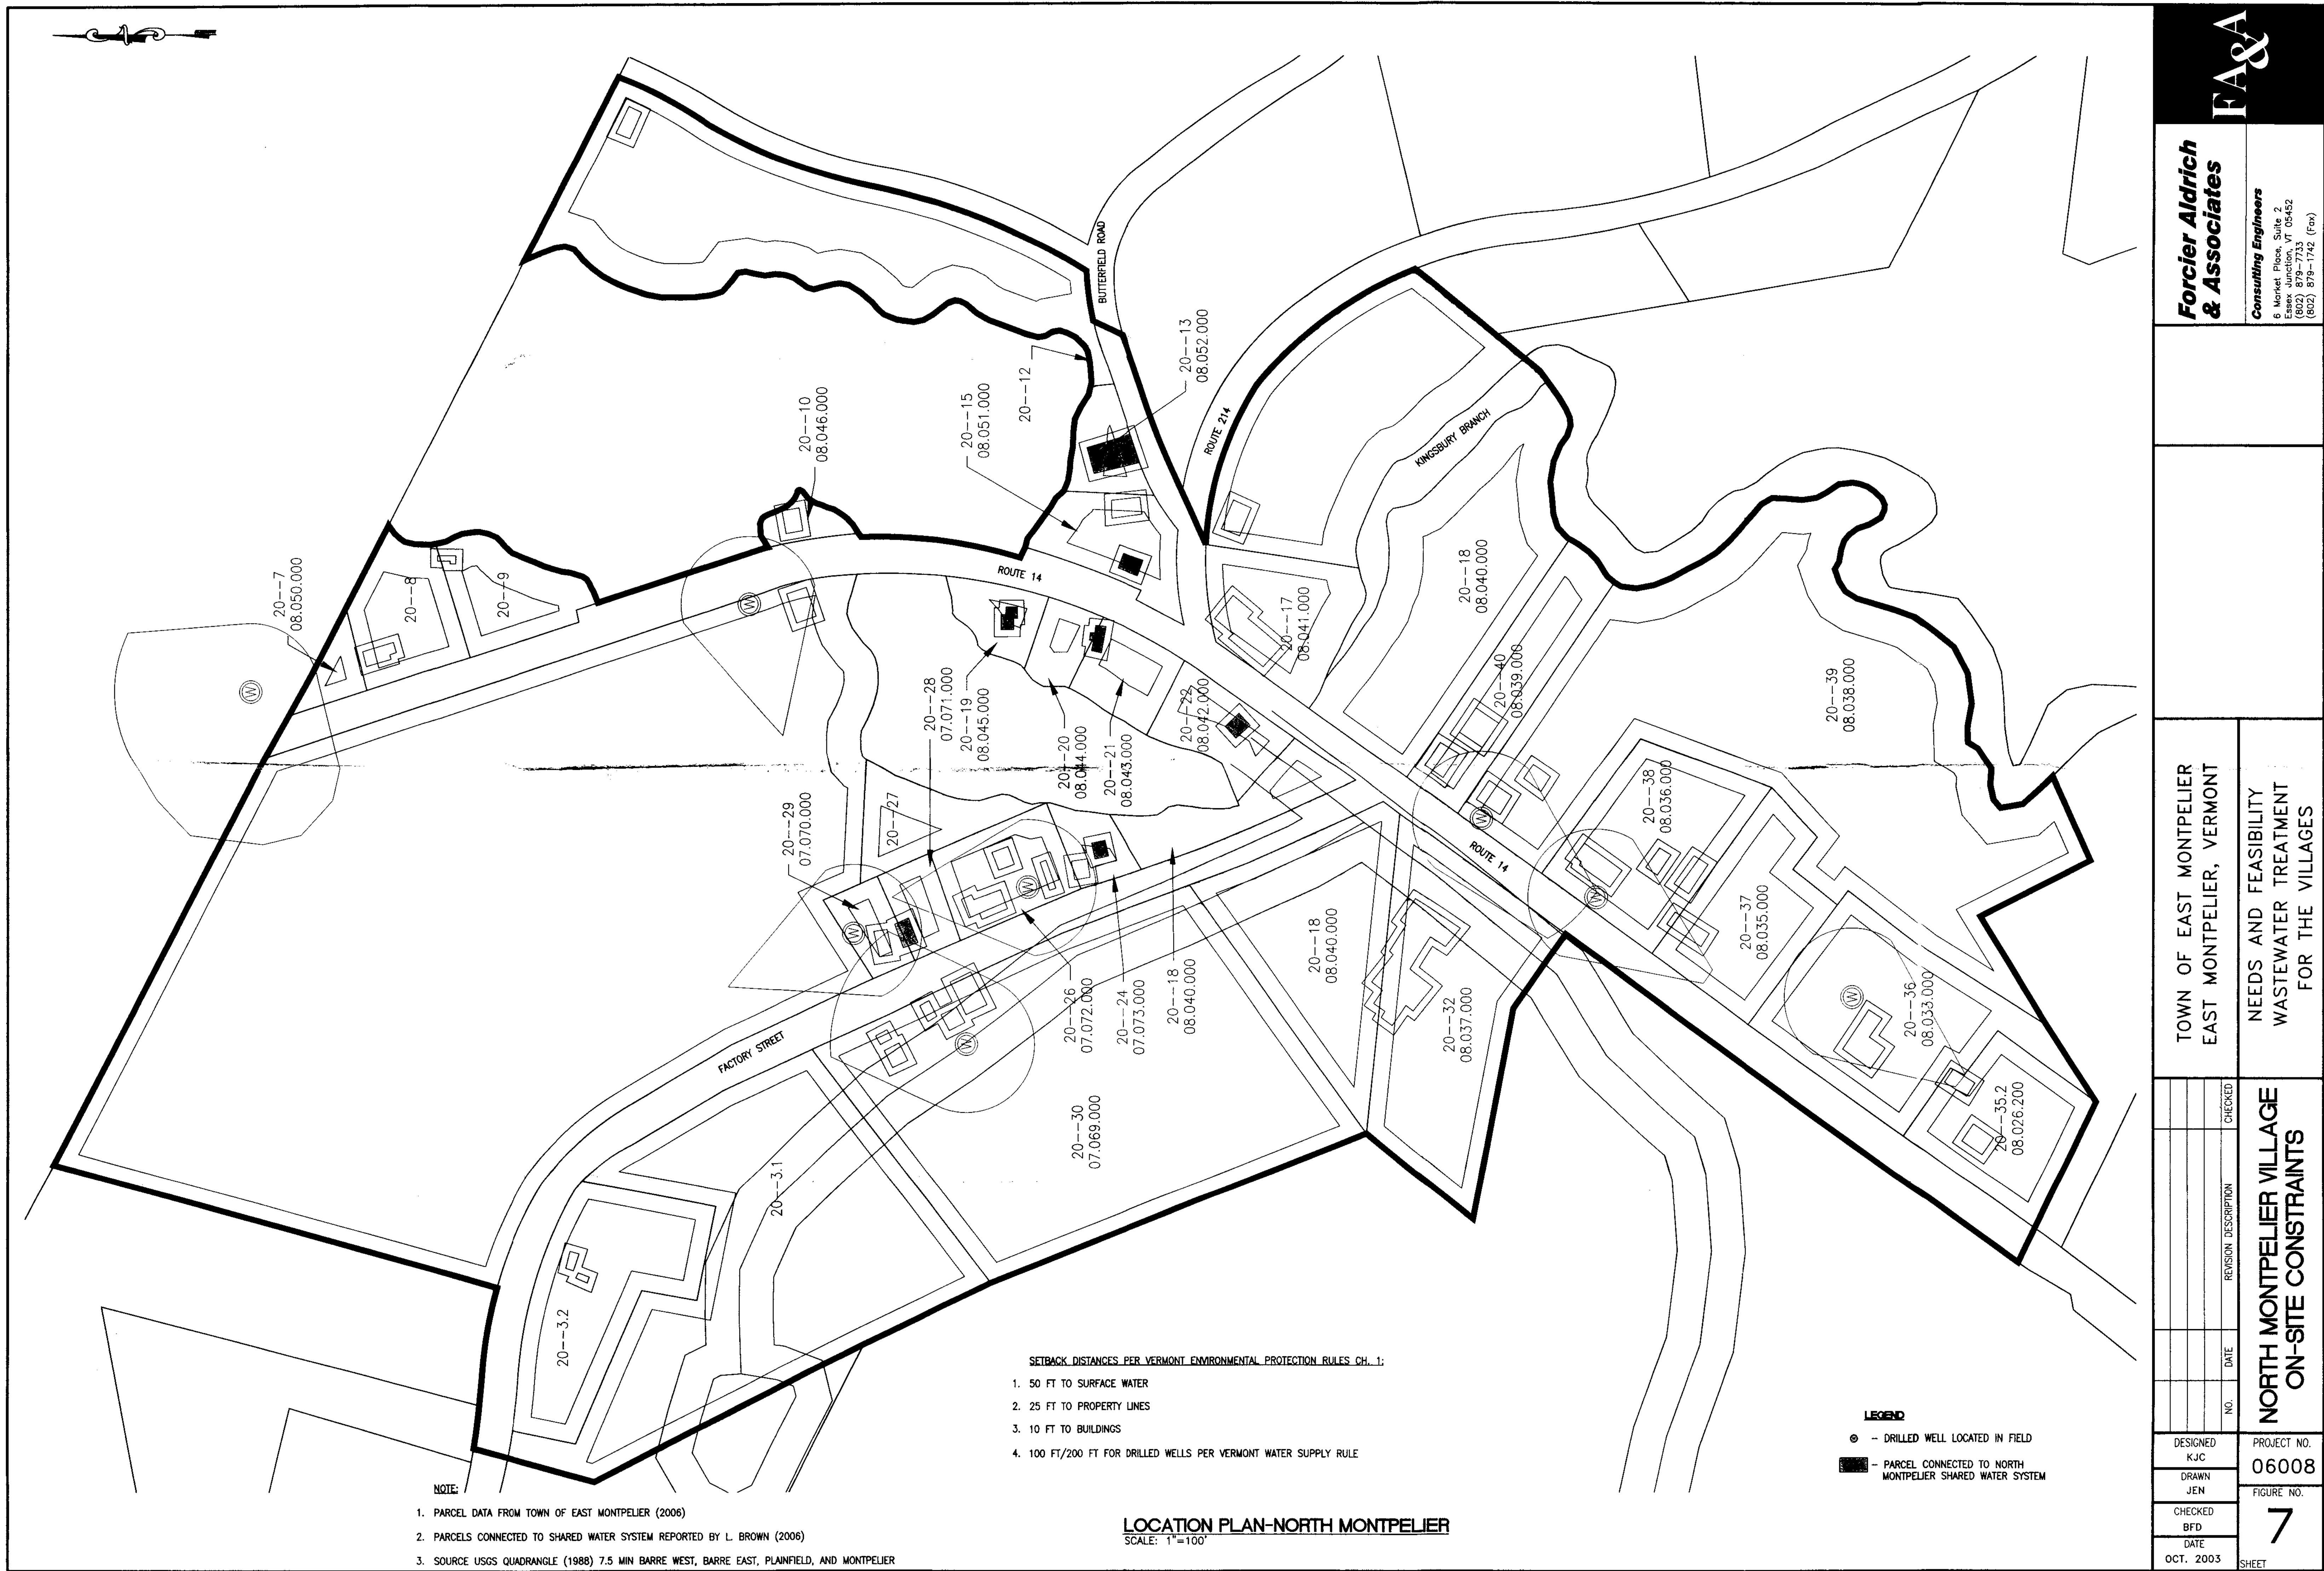 20--7
08.050.000
20--8
20--9
20--10
08.046.000
20--15
08.051.000
20--12
BUTTERFIELD ROAD
20--13
08.052.000
ROUTE 214
KINGSBURY BRANCH
ROUTE 14
20--28
07.071.000
20--19
08.045.000
20--20
08.044.000
20--21
08.043.000
20--22
08.042.000
20--17
08.041.000
20--18
08.040.000
20--40
08.039.000
20--39
08.038.000
20--38
08.036.000
20--37
08.035.000
20--36
08.033.000
20--35.2
08.026.200
ROUTE 14
20--29
07.070.000
20--27
W
W
W
W
W
W
W
W
20--26
07.072.000
20--24
07.073.000
20--18
08.040.000
20--18
08.040.000
20--32
08.037.000
FACTORY STREET
20--30
07.069.000
20--3.1
20--3.2
SETBACK DISTANCES PER VERMONT ENVIRONMENTAL PROTECTION RULES CH. 1:
1. 50 FT TO SURFACE WATER
2. 25 FT TO PROPERTY LINES
3. 10 FT TO BUILDINGS
4. 100 FT/200 FT FOR DRILLED WELLS PER VERMONT WATER SUPPLY RULE
LEGEND
- DRILLED WELL LOCATED IN FIELD
- PARCEL CONNECTED TO NORTH
MONTPELIER SHARED WATER SYSTEM
NOTE:
1. PARCEL DATA FROM TOWN OF EAST MONTPELIER (2006)
2. PARCELS CONNECTED TO SHARED WATER SYSTEM REPORTED BY L. BROWN (2006)
3. SOURCE USGS QUADRANGLE (1988) 7.5 MIN BARRE WEST, BARRE EAST, PLAINFIELD, AND MONTPELIER
LOCATION PLAN-NORTH MONTPELIER
SCALE: 1"=100'
FA&A
Forcier Aldrich
& Associates
Consulting Engineers
6 Market Place, Suite 2
Essex Junction, VT 05452
(802) 879-7733
(802) 879-1742 (Fax)
TOWN OF EAST MONTPELIER
EAST MONTPELIER, VERMONT
NEEDS AND FEASIBILITY
WASTEWATER TREATMENT
FOR THE VILLAGES
NO.
DATE
REVISION DESCRIPTION
CHECKED
NORTH MONTPELIER VILLAGE
ON-SITE CONSTRAINTS
DESIGNED
KJC
DRAWN
JEN
CHECKED
BFD
DATE
OCT. 2003
PROJECT NO.
06008
FIGURE NO.
7
SHEET